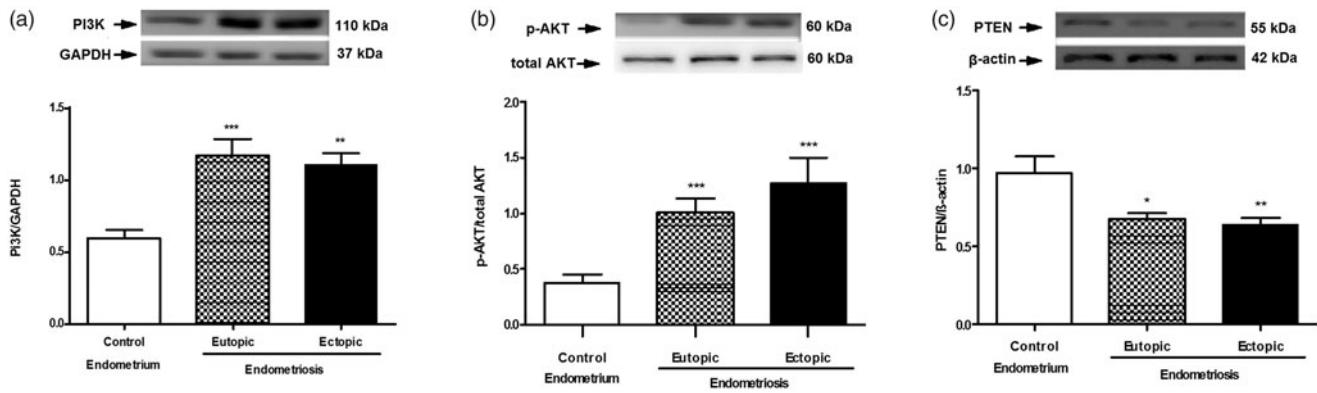 (a)
PI3K
110 kDa
GAPDH
37 kDa
1.5
1.0
0.5
0.0
PI3K/GAPDH
***
**
Control
Eutopic
Ectopic
Endometrium
Endometriosis
(b)
p-AKT
60 kDa
total AKT
60 kDa
2.0
1.5
1.0
0.5
0.0
p-AKT/total AKT
***
***
Control
Eutopic
Ectopic
Endometrium
Endometriosis
(c)
PTEN
55 kDa
β-actin
42 kDa
1.5
1.0
0.5
1.0
PTEN/β-actin
*
**
Control
Eutopic
Ectopic
Endometrium
Endometriosis